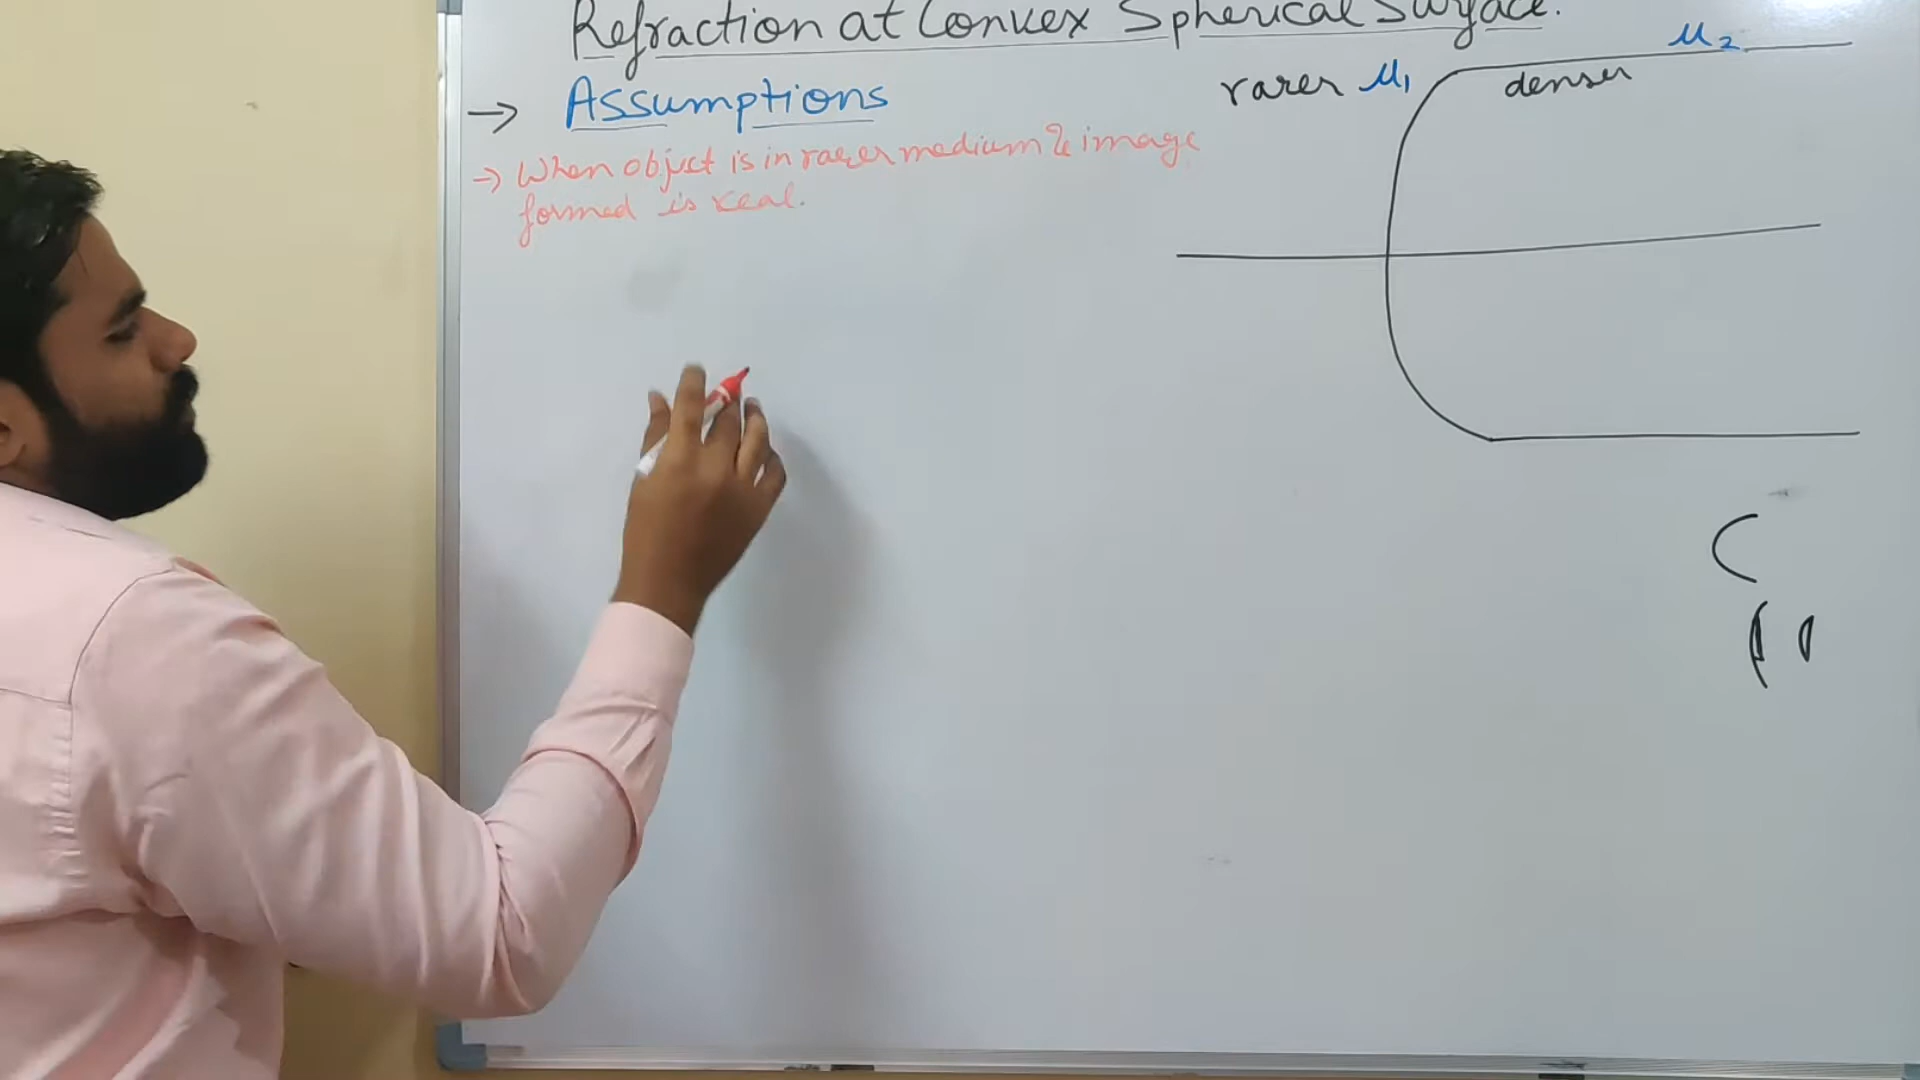 Refraction at Convex Spherical Surface.
→ Assumptions
→ When object is in rarer medium & image
formed is real.
rarer μ₁
denser
μ₂